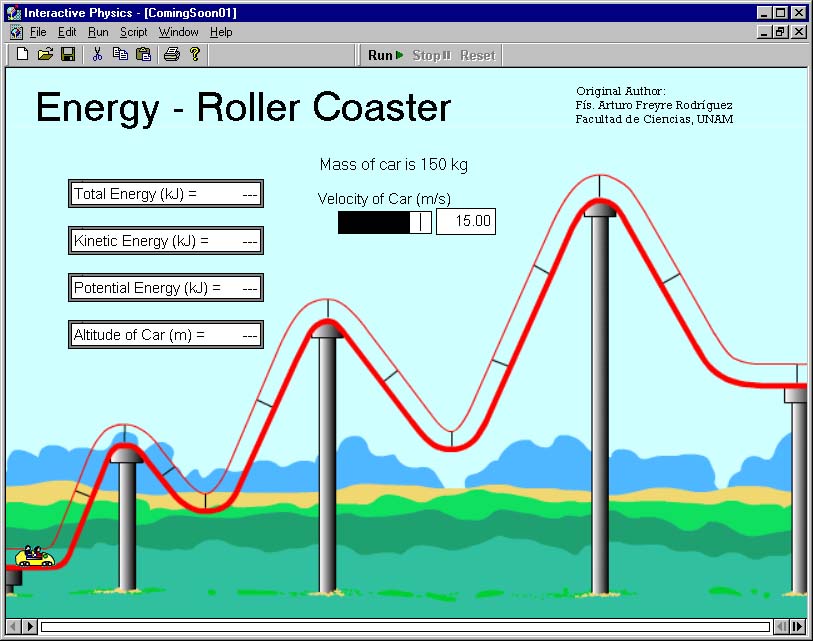 Interactive Physics - [ComingSoon01]
File Edit Run Script Window Help
Run Stop Reset
Energy - Roller Coaster
Original Author:
Fís. Arturo Freyre Rodríguez
Facultad de Ciencias, UNAM
Mass of car is 150 kg
Total Energy (kJ) = ---
Velocity of Car (m/s)
15.00
Kinetic Energy (kJ) = ---
Potential Energy (kJ) = ---
Altitude of Car (m) = ---